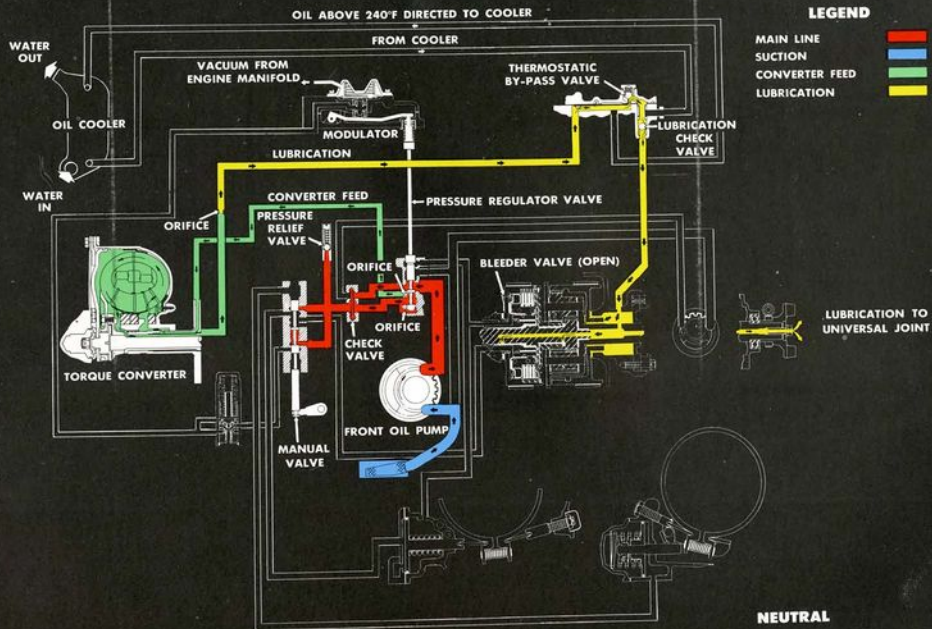 OIL ABOVE 240°F DIRECTED TO COOLER
LEGEND
WATER
OUT
FROM COOLER
MAIN LINE
SUCTION
CONVERTER FEED
LUBRICATION
VACUUM FROM
ENGINE MANIFOLD
THERMOSTATIC
BY-PASS VALVE
OIL COOLER
MODULATOR
LUBRICATION
CHECK
VALVE
LUBRICATION
WATER
IN
CONVERTER FEED
PRESSURE REGULATOR VALVE
ORIFICE
PRESSURE
RELIEF
VALVE
ORIFICE
BLEEDER VALVE (OPEN)
LUBRICATION TO
UNIVERSAL JOINT
ORIFICE
CHECK
VALVE
TORQUE CONVERTER
FRONT OIL PUMP
MANUAL
VALVE
NEUTRAL